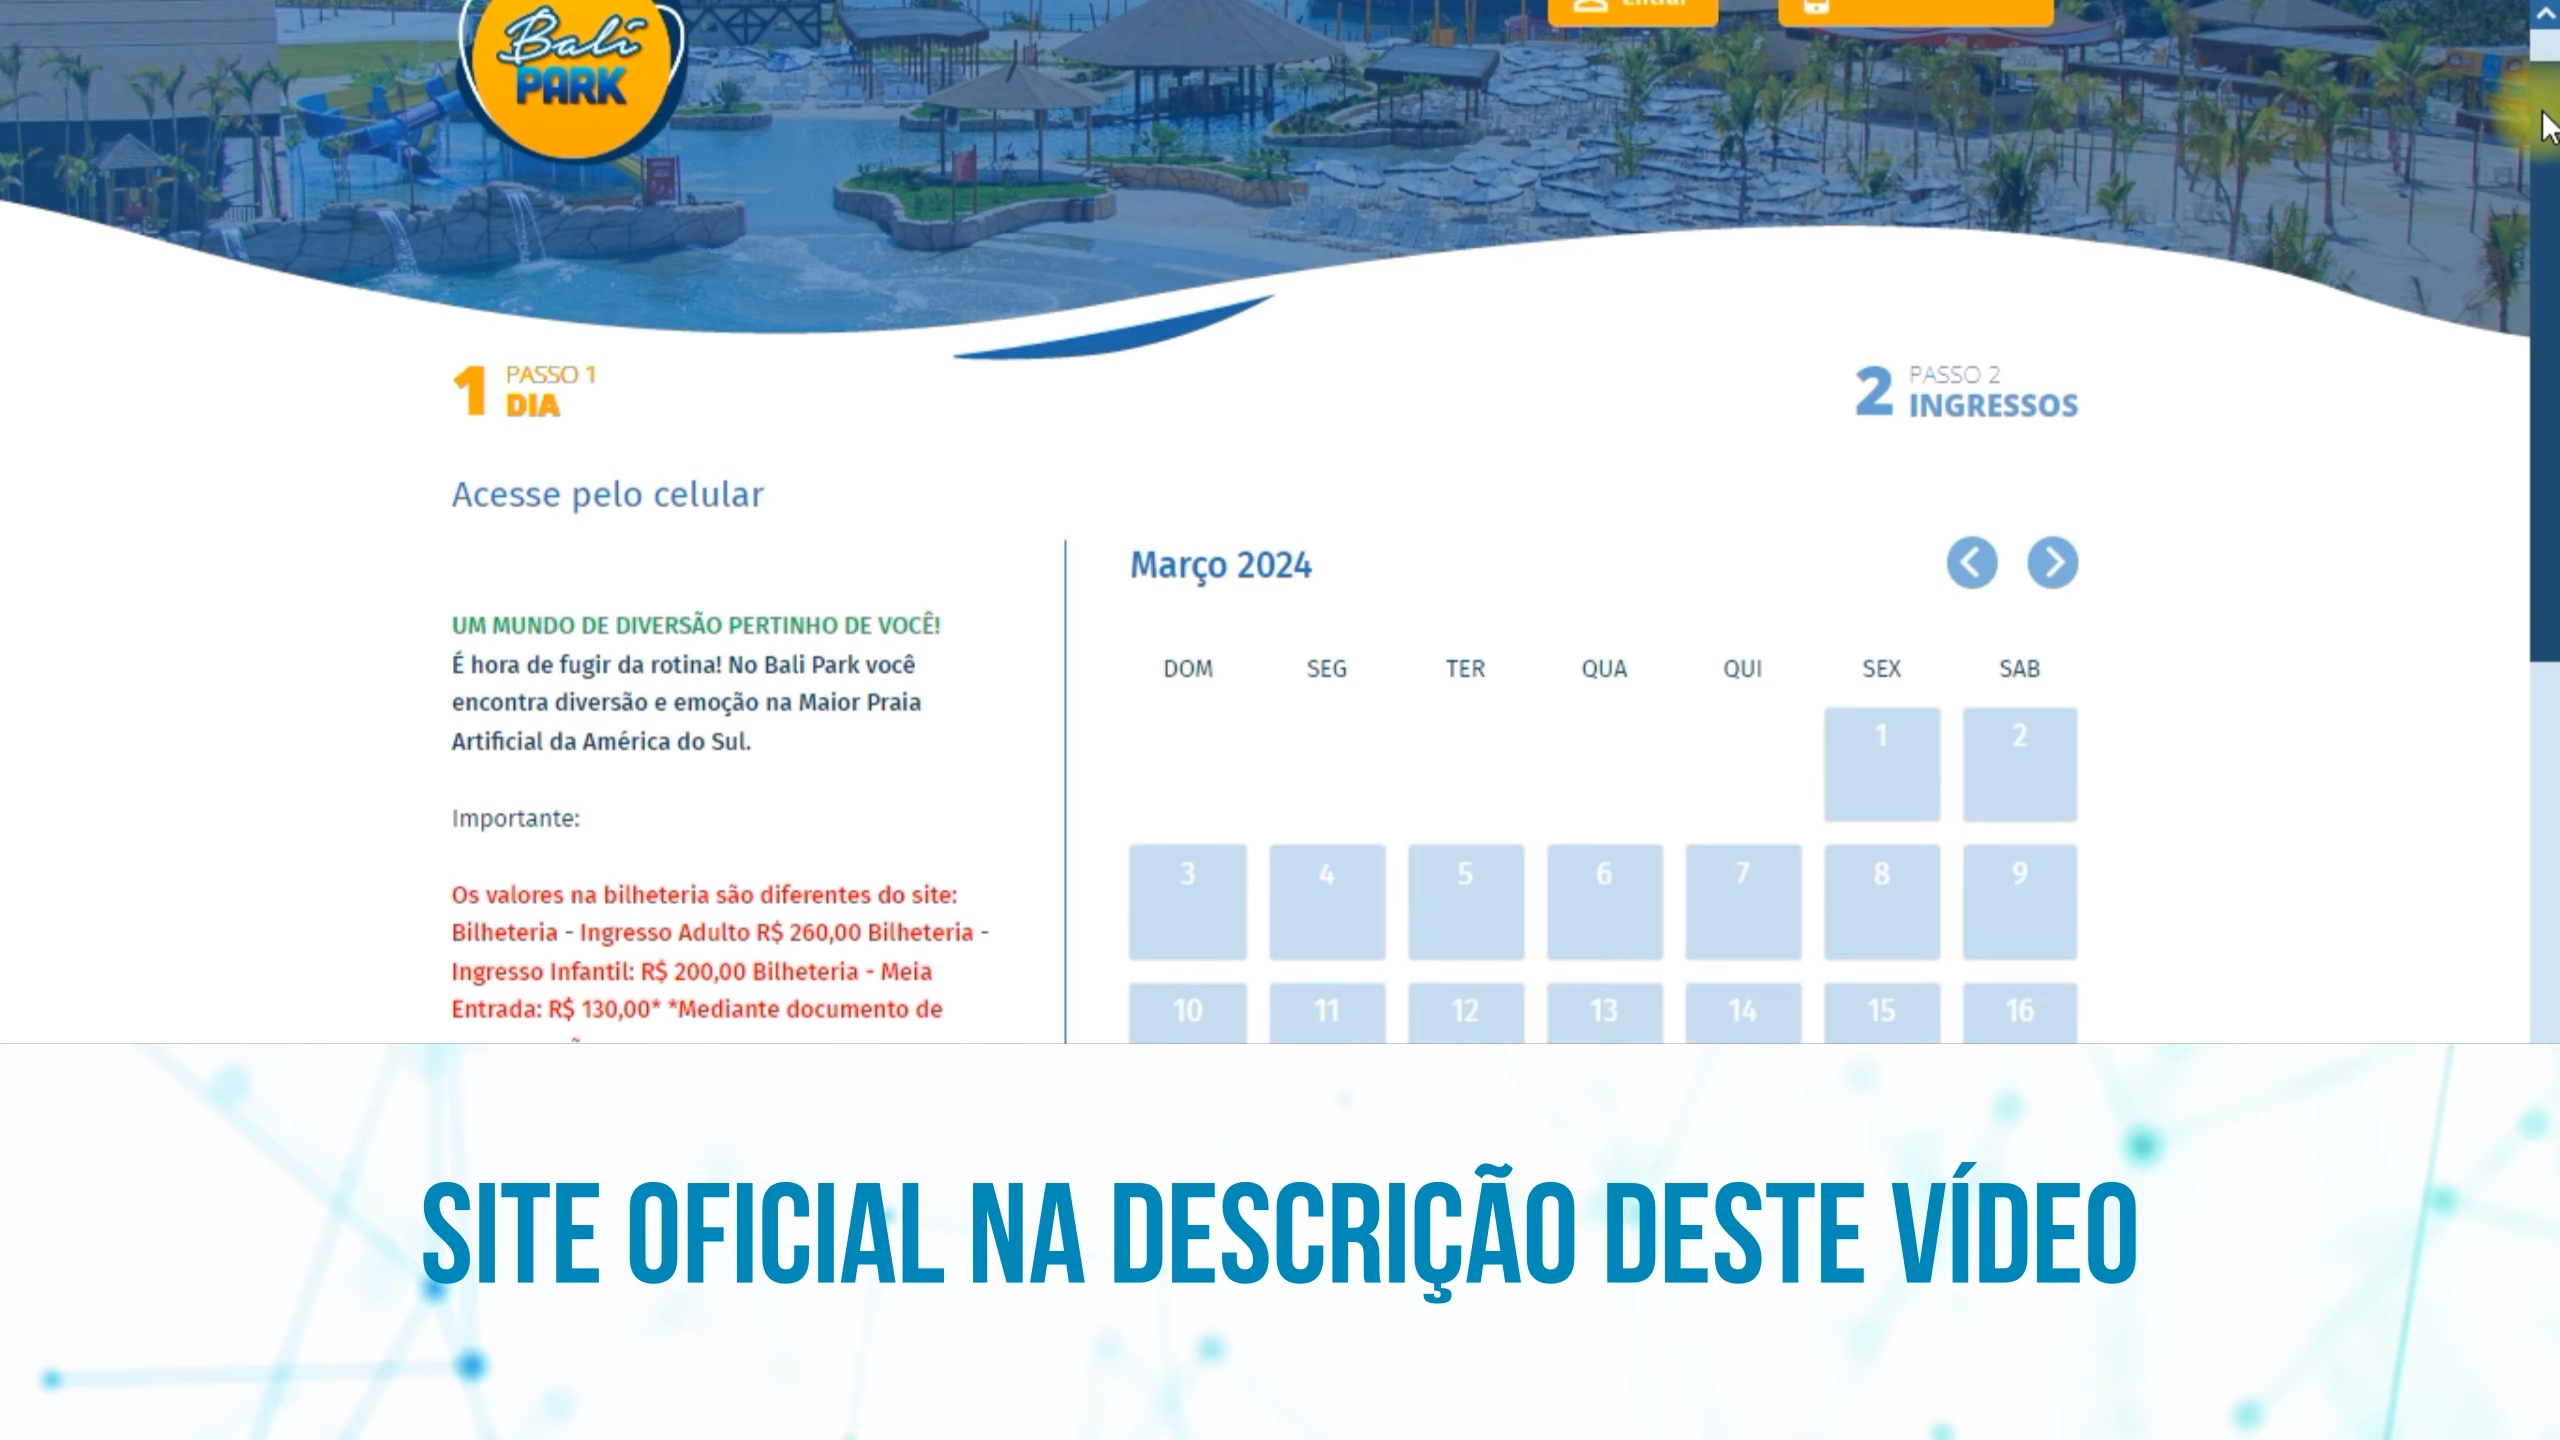 Bali
PARK
Entrar
1 PASSO 1
DIA
2 PASSO 2
INGRESSOS
Acesse pelo celular
UM MUNDO DE DIVERSÃO PERTINHO DE VOCÊ!
É hora de fugir da rotina! No Bali Park você
encontra diversão e emoção na Maior Praia
Artificial da América do Sul.
Importante:
Os valores na bilheteria são diferentes do site:
Bilheteria - Ingresso Adulto R$ 260,00 Bilheteria -
Ingresso Infantil: R$ 200,00 Bilheteria - Meia
Entrada: R$ 130,00* *Mediante documento de
Março 2024
DOM SEG TER QUA QUI SEX SAB
1 2
3 4 5 6 7 8 9
10 11 12 13 14 15 16
SITE OFICIAL NA DESCRIÇÃO DESTE VÍDEO